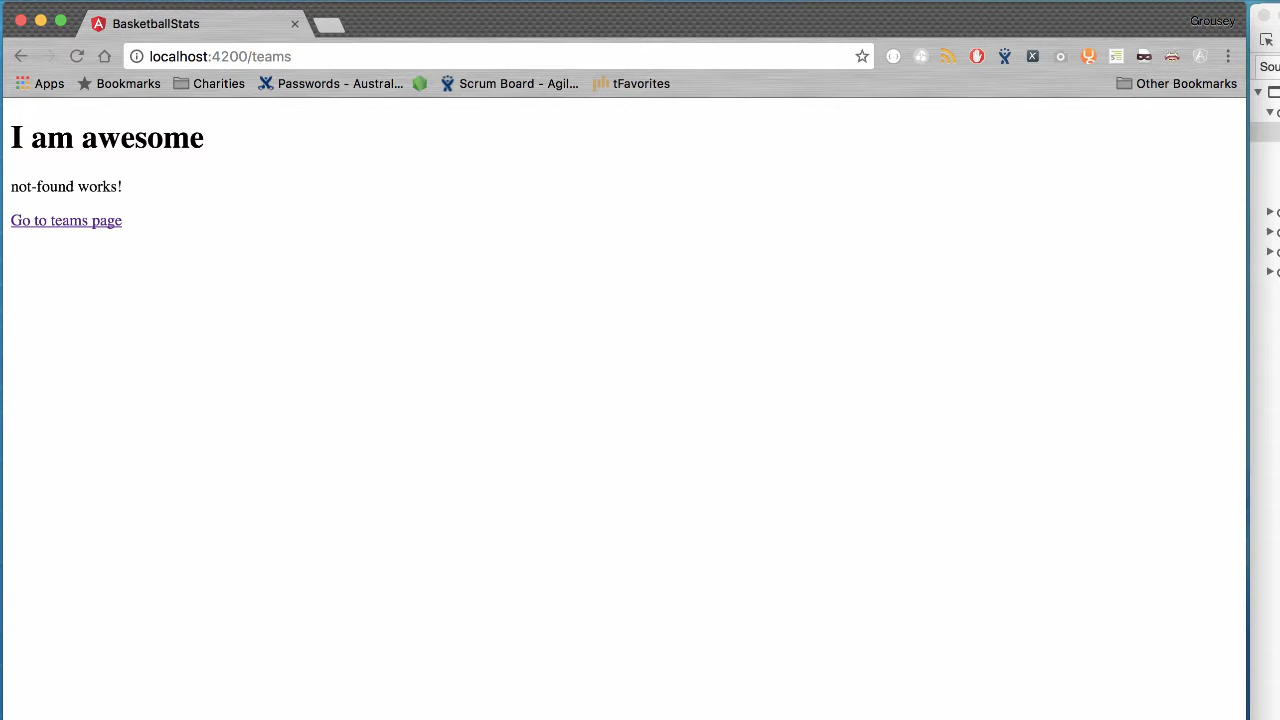 BasketballStats
Grousey
localhost:4200/teams
Apps Bookmarks Charities Passwords - Austral... Scrum Board - Agil... tFavorites Other Bookmarks
Sou
I am awesome
not-found works!
Go to teams page